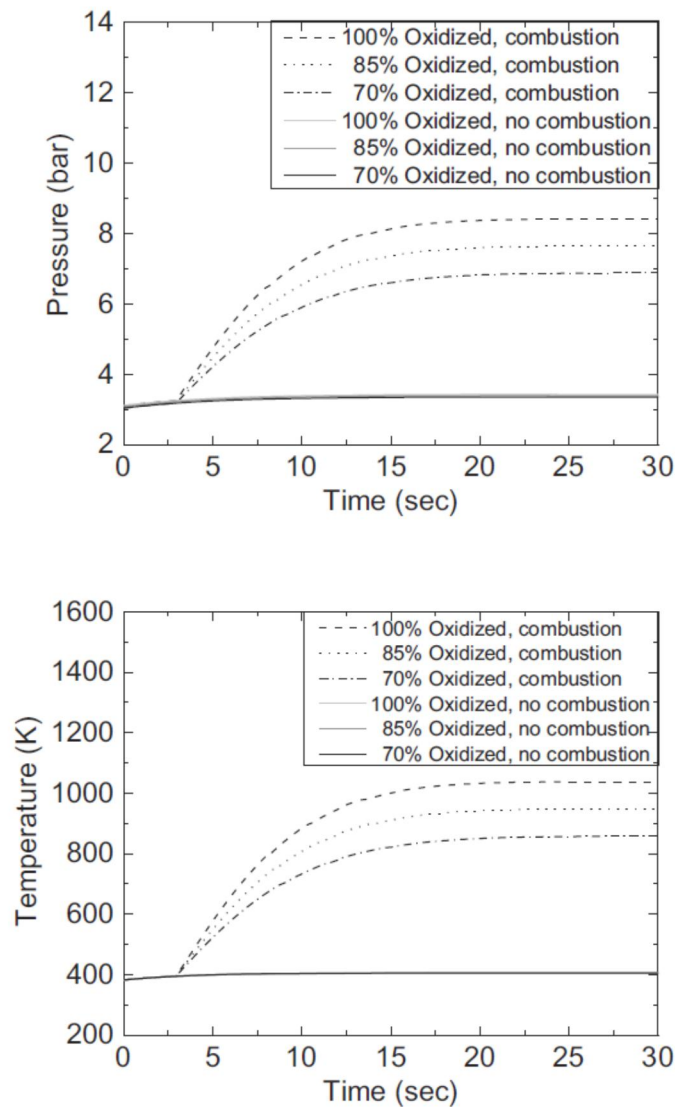 14
12
10
8
6
4
2
Pressure (bar)
100% Oxidized, combustion
85% Oxidized, combustion
70% Oxidized, combustion
100% Oxidized, no combustion
85% Oxidized, no combustion
70% Oxidized, no combustion
0 5 10 15 20 25 30
Time (sec)
1600
1400
1200
1000
800
600
400
200
Temperature (K)
100% Oxidized, combustion
85% Oxidized, combustion
70% Oxidized, combustion
100% Oxidized, no combustion
85% Oxidized, no combustion
70% Oxidized, no combustion
0 5 10 15 20 25 30
Time (sec)